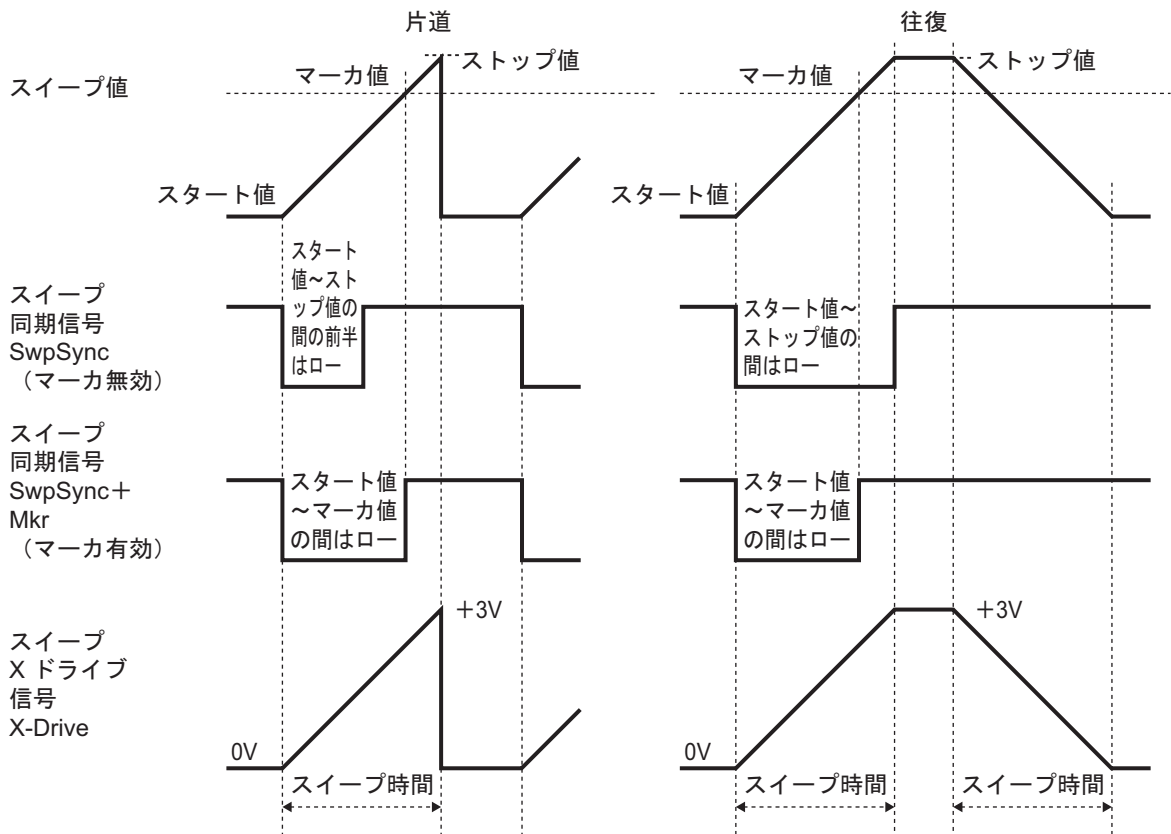 片道
往復
スイープ値
マーカ値
ストップ値
スタート値
マーカ値
ストップ値
スタート値
スイープ
同期信号
SwpSync
(マーカ無効)
スタート
値~スト
ップ値の
間の前半
はロー
スタート値~
ストップ値の
間はロー
スイープ
同期信号
SwpSync+
Mkr
(マーカ有効)
スタート値
~マーカ値
の間はロー
スタート値
~マーカ値
の間はロー
スイープ
X ドライブ
信号
X-Drive
+3V
0V
スイープ時間
+3V
0V
スイープ時間
スイープ時間